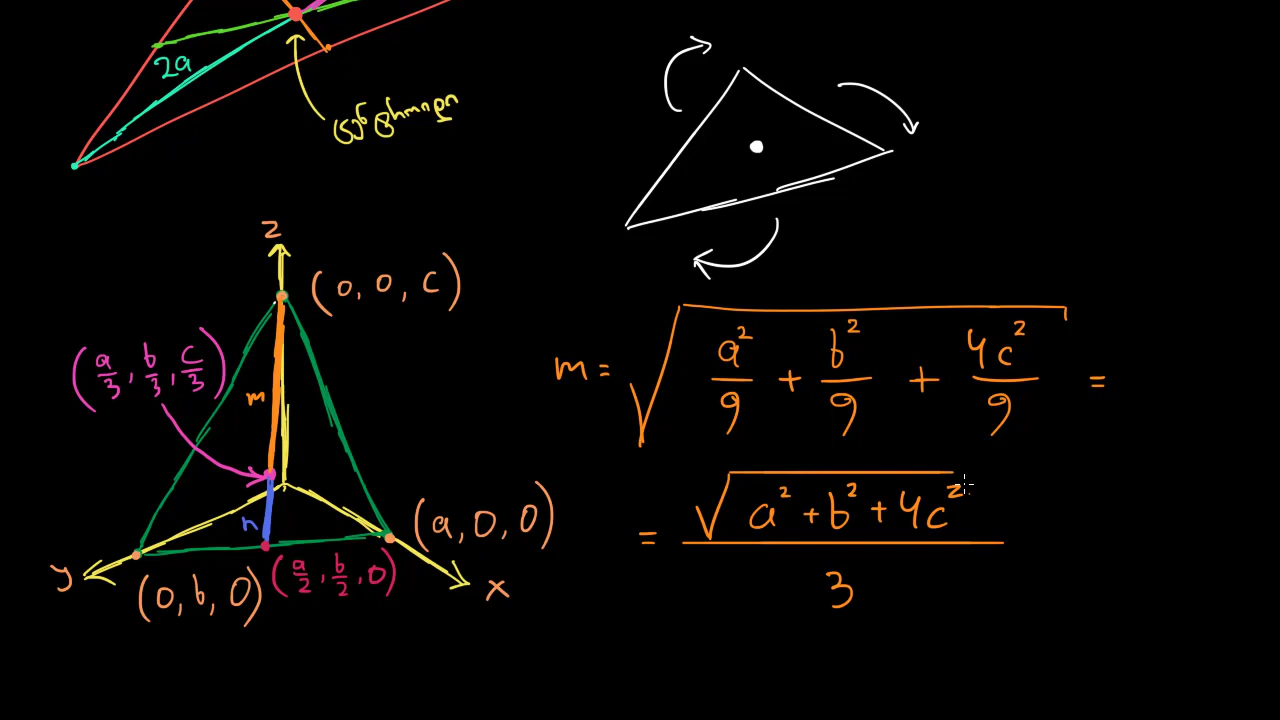 2a
z
(0, 0, c)
(a/3, b/3, c/3)
m
n
(a, 0, 0)
(a/2, b/2, 0)
(0, b, 0)
y
x
m = √(a²/9 + b²/9 + 4c²/9) =
= √(a² + b² + 4c²)/3